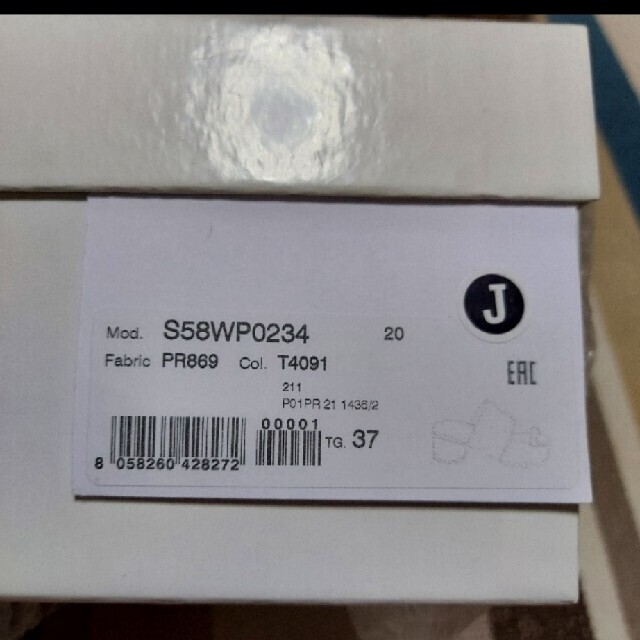 J
Mod. S58WP0234 20
Fabric PR869 Col. T4091
EAC
211
P01PR 21 1436/2
00001
TG. 37
8 058260 428272